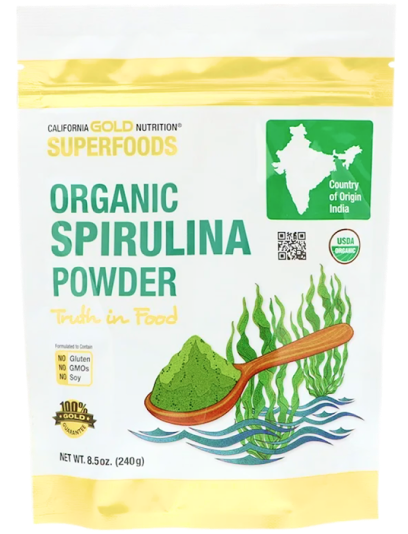 CALIFORNIA GOLD NUTRITION®
SUPERFOODS
Country
of Origin
India
ORGANIC
SPIRULINA
POWDER
Truth in Food
USDA
ORGANIC
Formulated to Contain:
NO Gluten
NO GMOs
NO Soy
100%
GOLD
GUARANTEE
NET WT. 8.5oz. (240g)